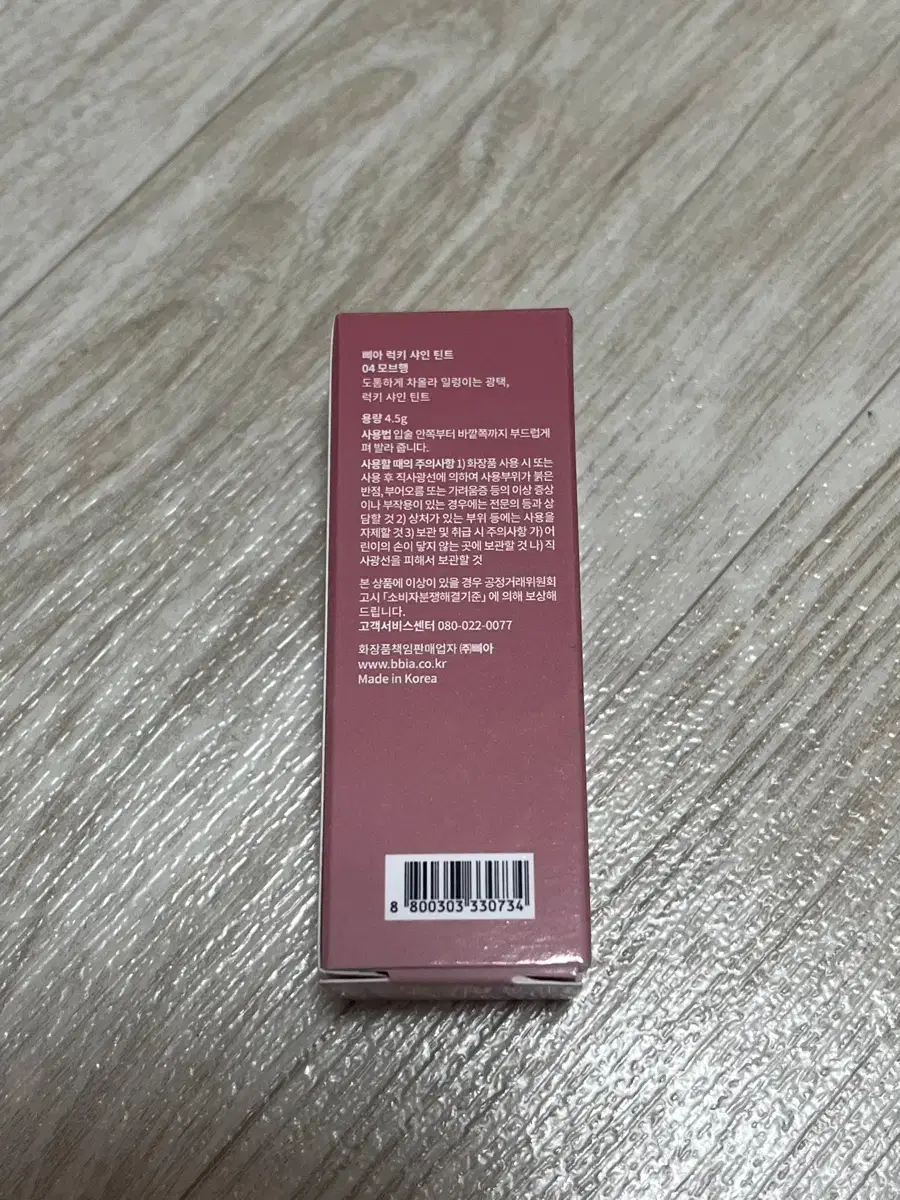 삐아 럭키 샤인 틴트
04 모브행
도톰하게 차올라 일렁이는 광택,
럭키 샤인 틴트
용량 4.5g
사용법 입술 안쪽부터 바깥쪽까지 부드럽게
펴 발라 줍니다.
사용할 때의 주의사항 1) 화장품 사용 시 또는
사용 후 직사광선에 의하여 사용부위가 붉은
반점, 부어오름 또는 가려움증 등의 이상 증상
이나 부작용이 있는 경우에는 전문의 등과 상
담할 것 2) 상처가 있는 부위 등에는 사용을
자제할 것 3) 보관 및 취급 시 주의사항 가) 어
린이의 손이 닿지 않는 곳에 보관할 것 나) 직
사광선을 피해서 보관할 것
본 상품에 이상이 있을 경우 공정거래위원회
고시 「소비자분쟁해결기준」에 의해 보상해
드립니다.
고객서비스센터 080-022-0077
화장품책임판매업자 ㈜삐아
www.bbia.co.kr
Made in Korea
8 800303 330734